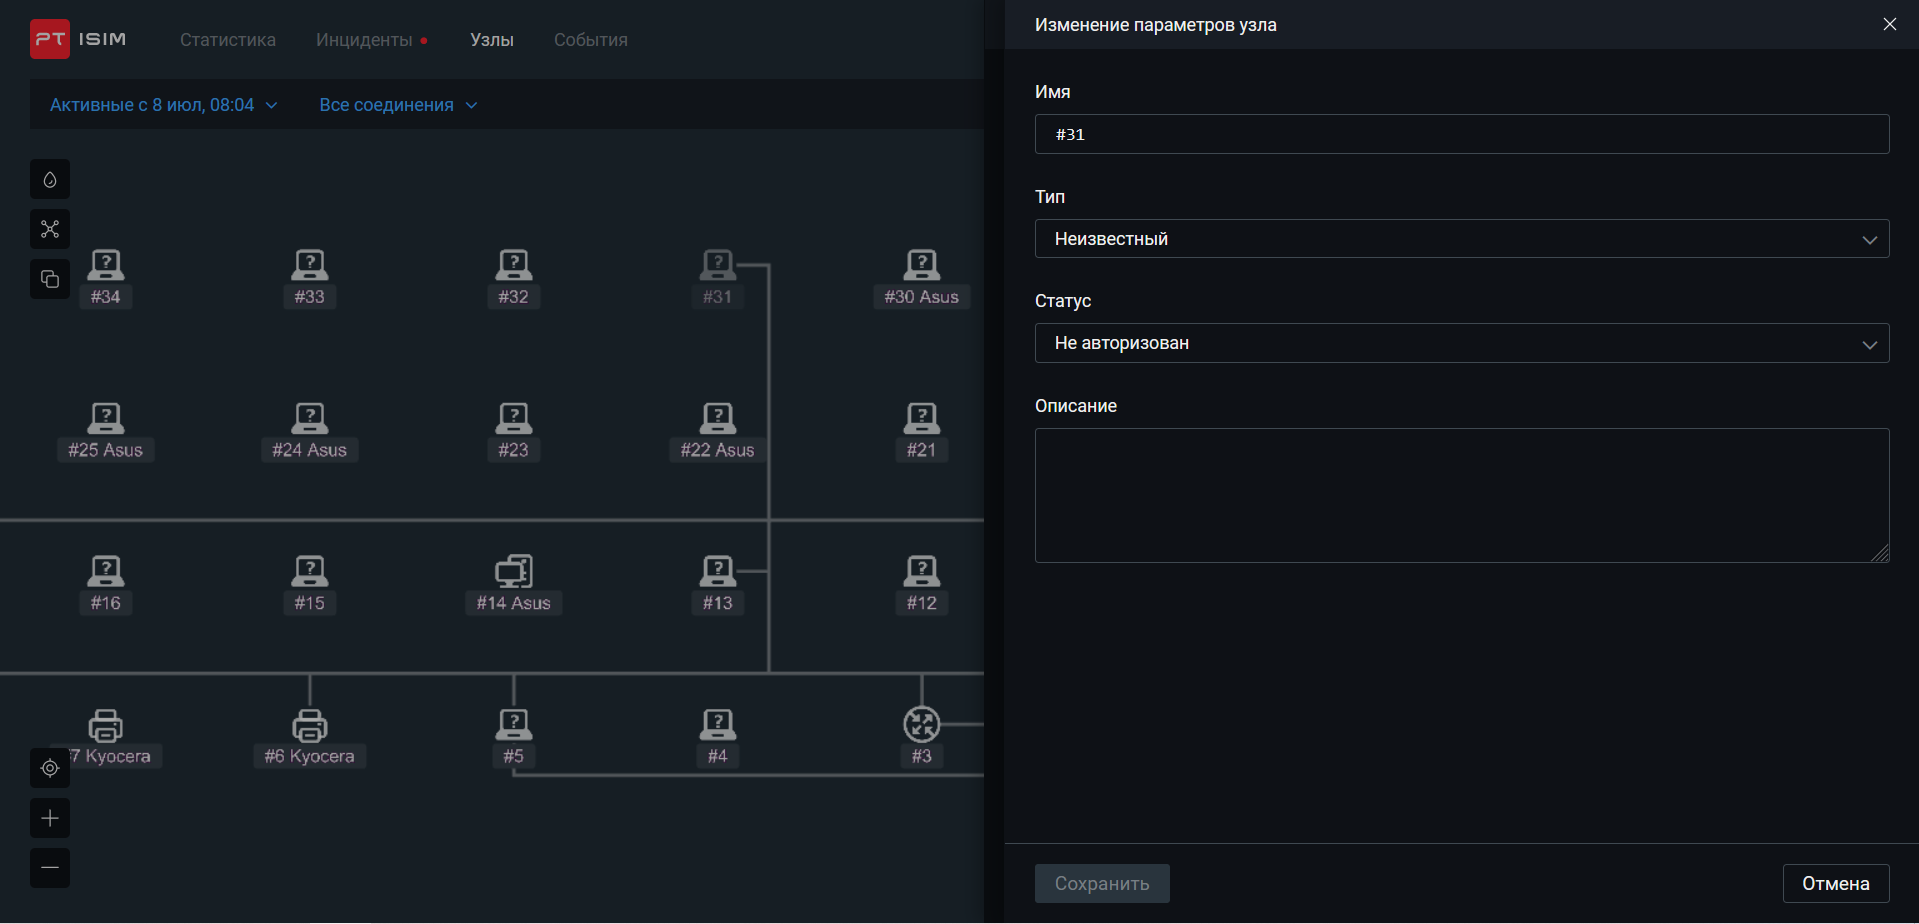 PT ISIM
Статистика
Инциденты
Узлы
События
Активные с 8 июл, 08:04
Все соединения
#34
#33
#32
#31
#30 Asus
#25 Asus
#24 Asus
#23
#22 Asus
#21
#16
#15
#14 Asus
#13
#12
#7 Kyocera
#6 Kyocera
#5
#4
#3
Изменение параметров узла
Имя
#31
Тип
Неизвестный
Статус
Не авторизован
Описание
Сохранить
Отмена